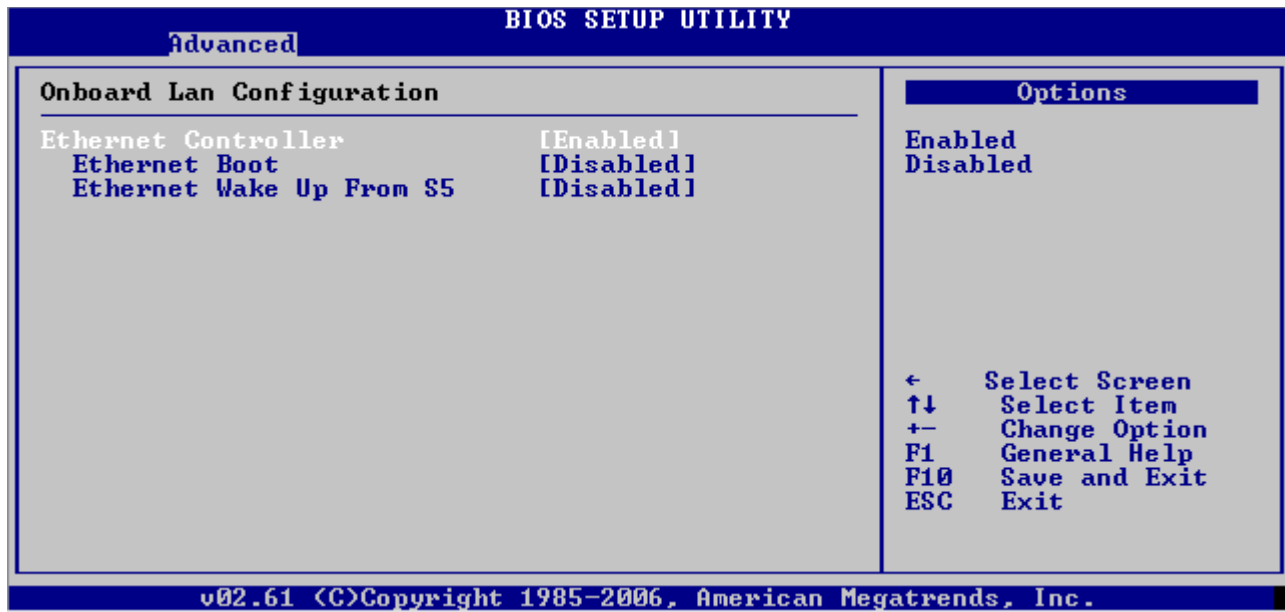 BIOS SETUP UTILITY
Advanced
Onboard Lan Configuration
Ethernet Controller [Enabled]
Ethernet Boot [Disabled]
Ethernet Wake Up From S5 [Disabled]
Options
Enabled
Disabled
← Select Screen
↑↓ Select Item
+- Change Option
F1 General Help
F10 Save and Exit
ESC Exit
v02.61 (C)Copyright 1985-2006, American Megatrends, Inc.